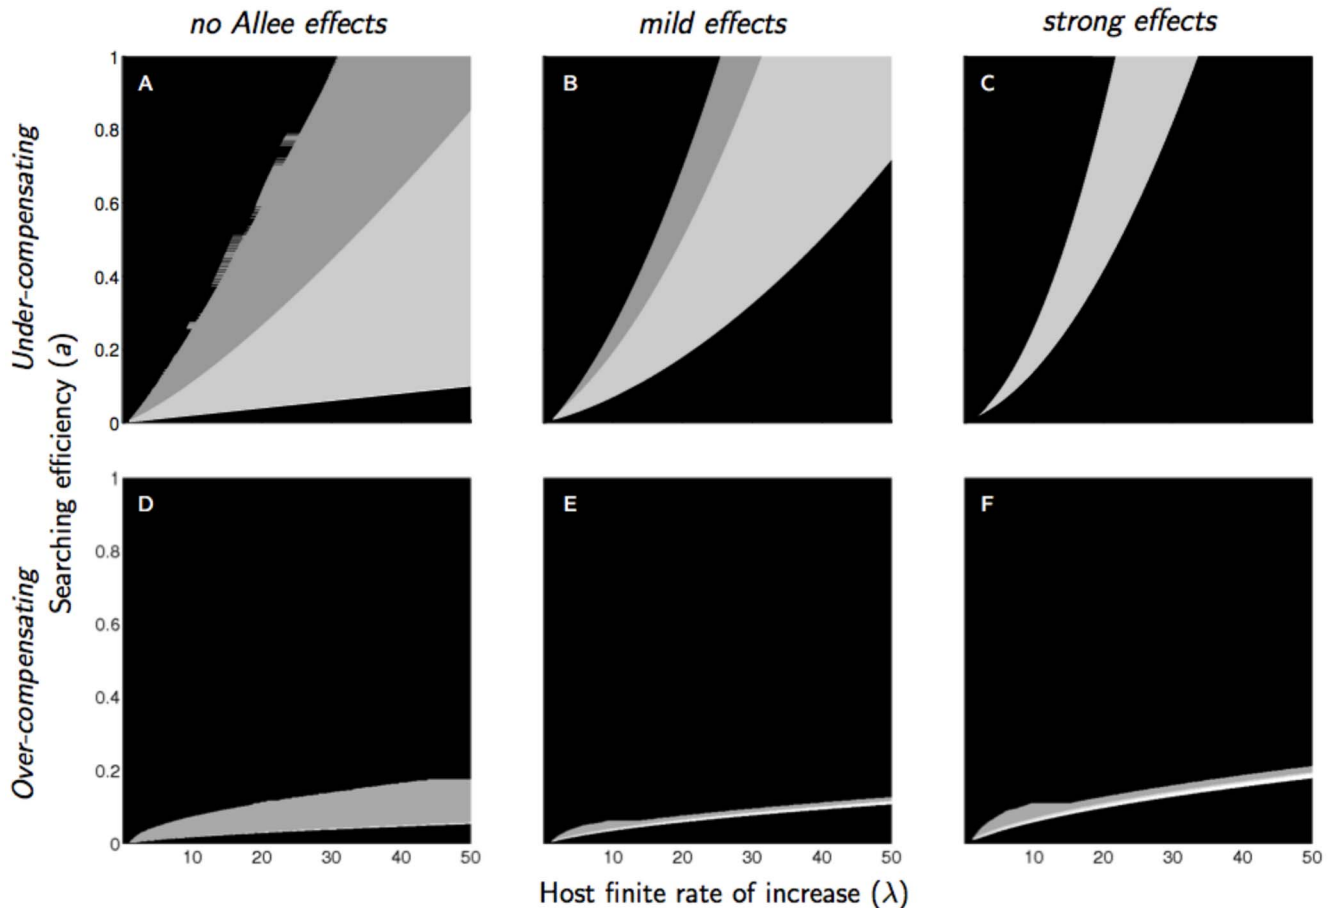 no Allee effects
mild effects
strong effects
Under-compensating
Over-compensating
Searching efficiency (a)
A
1
0.8
0.6
0.4
0.2
0
B
C
D
1
0.8
0.6
0.4
0.2
0
10 20 30 40 50
E
10 20 30 40 50
F
10 20 30 40 50
Host finite rate of increase (λ)